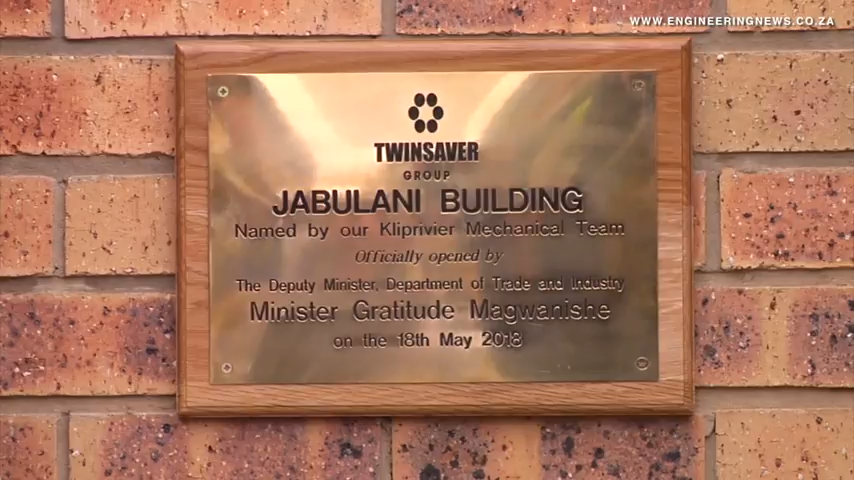 WWW.ENGINEERINGNEWS.CO.ZA
TWINSAVER
GROUP
JABULANI BUILDING
Named by our Kliprivier Mechanical Team
Officially opened by
The Deputy Minister, Department of Trade and Industry
Minister Gratitude Magwanishe
on the 18th May 2018